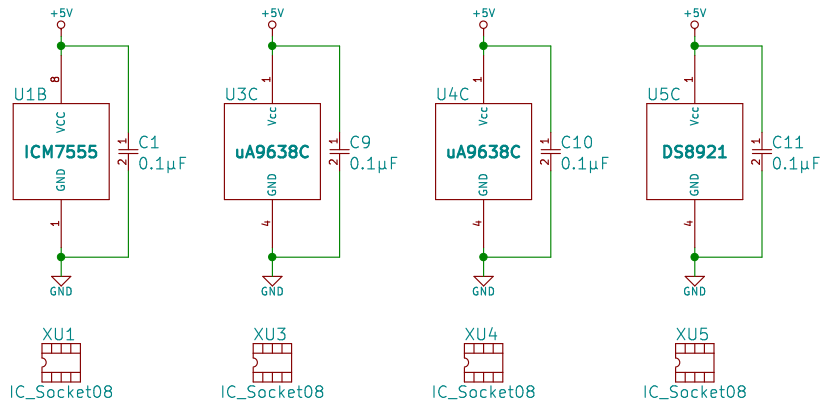 +5V
+5V
+5V
+5V
8
1
1
1
U1B
U3C
U4C
U5C
VCC
Vcc
Vcc
Vcc
1
C1
1
C9
1
C10
1
C11
ICM7555
uA9638C
uA9638C
DS8921
2
0.1µF
2
0.1µF
2
0.1µF
2
0.1µF
GND
GND
GND
GND
1
4
4
4
GND
GND
GND
GND
XU1
XU3
XU4
XU5
IC_Socket08
IC_Socket08
IC_Socket08
IC_Socket08